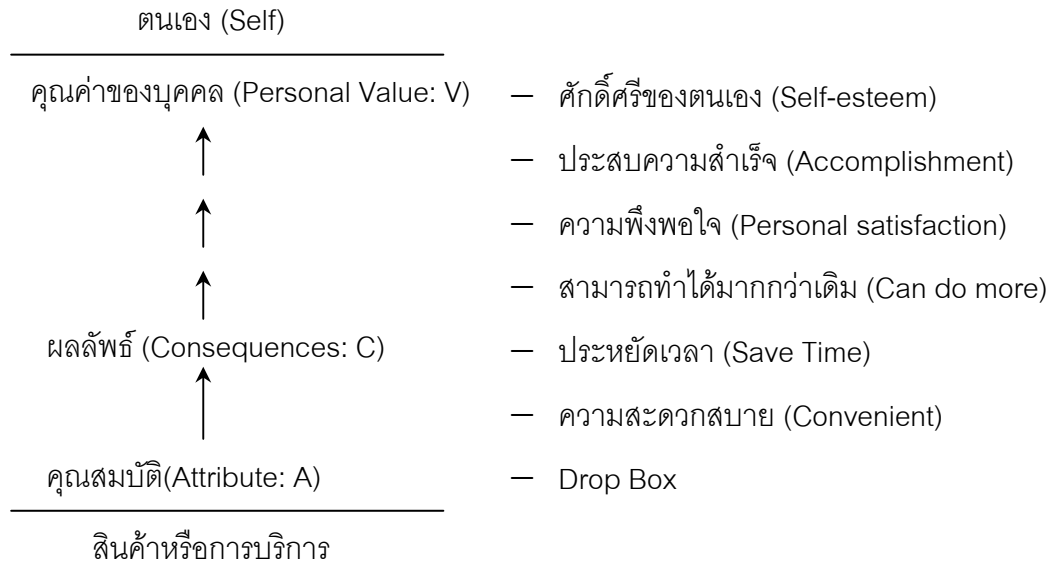 ตนเอง (Self)
คุณค่าของบุคคล (Personal Value: V) – ศักดิ์ศรีของตนเอง (Self-esteem)
– ประสบความสำเร็จ (Accomplishment)
– ความพึงพอใจ (Personal satisfaction)
– สามารถทำได้มากกว่าเดิม (Can do more)
ผลลัพธ์ (Consequences: C) – ประหยัดเวลา (Save Time)
– ความสะดวกสบาย (Convenient)
คุณสมบัติ(Attribute: A) – Drop Box
สินค้าหรือการบริการ